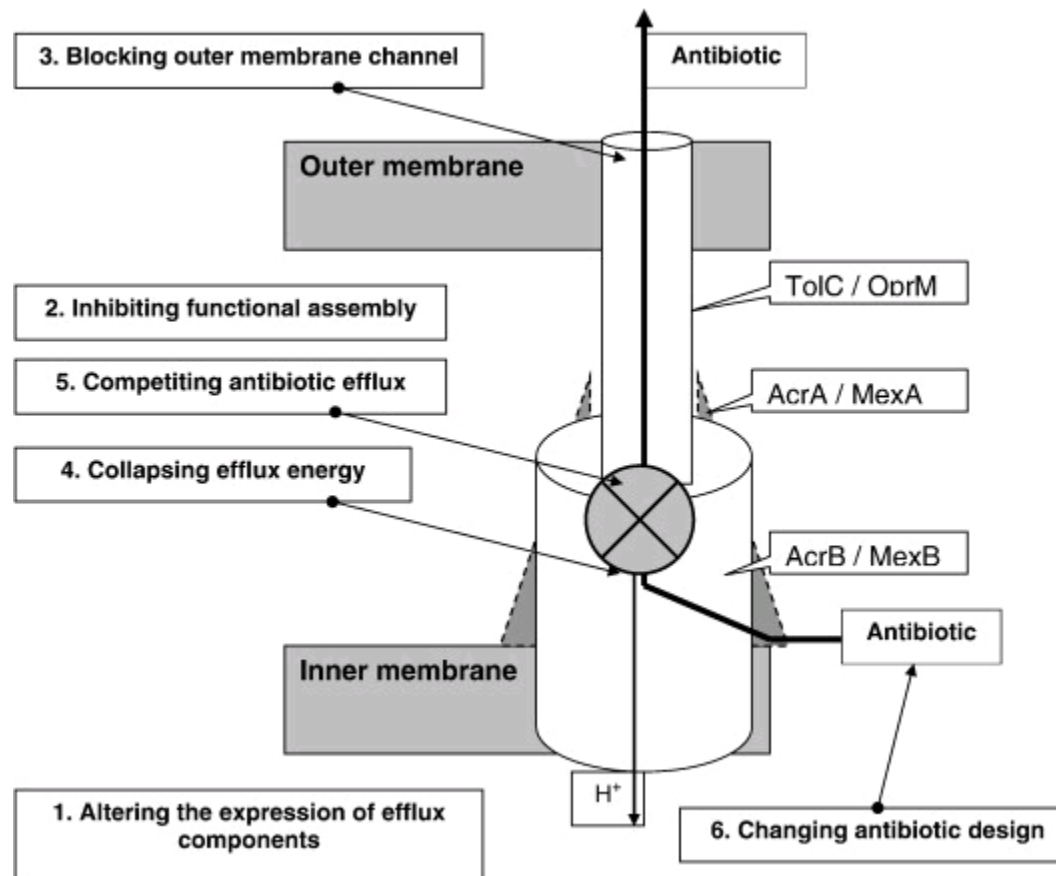 3. Blocking outer membrane channel
Antibiotic
Outer membrane
TolC / OprM
2. Inhibiting functional assembly
5. Competiting antibiotic efflux
AcrA / MexA
4. Collapsing efflux energy
AcrB / MexB
Antibiotic
Inner membrane
H⁺
1. Altering the expression of efflux
components
6. Changing antibiotic design